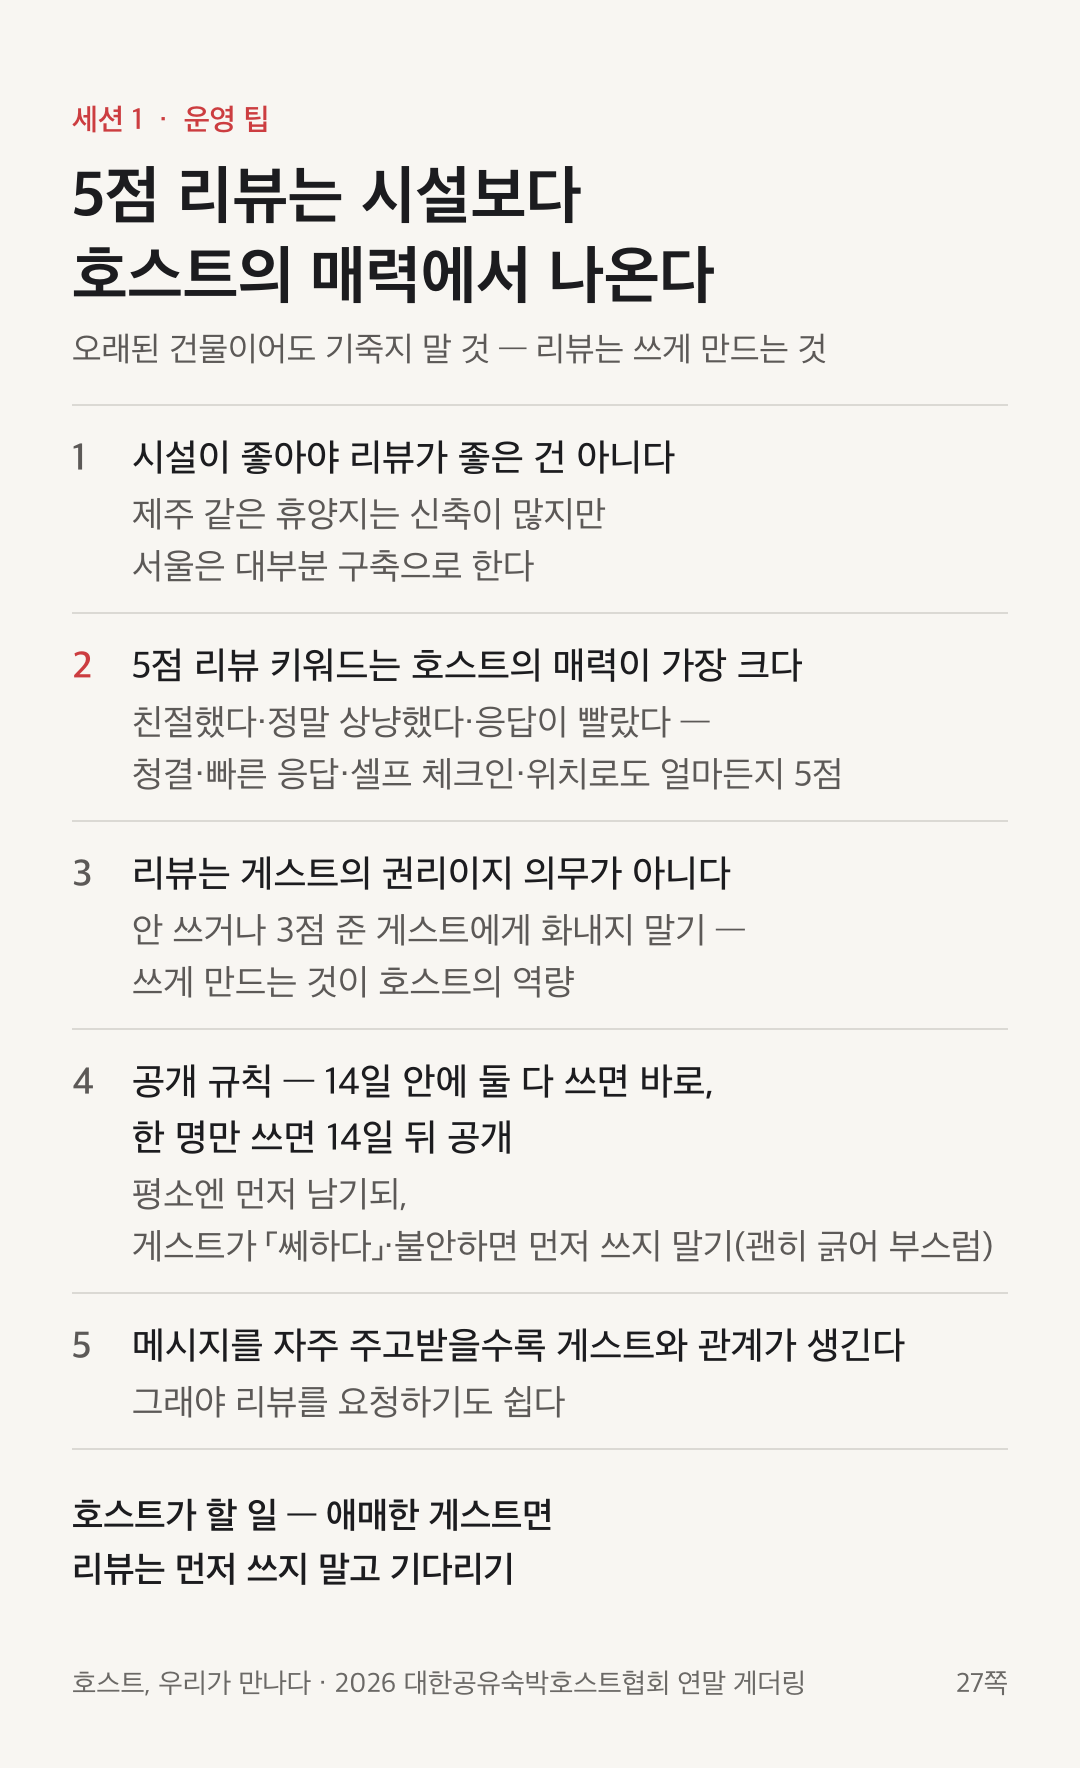 세션 1 · 운영 팁
5점 리뷰는 시설보다
호스트의 매력에서 나온다
오래된 건물이어도 기죽지 말 것 — 리뷰는 쓰게 만드는 것
1 시설이 좋아야 리뷰가 좋은 건 아니다
제주 같은 휴양지는 신축이 많지만
서울은 대부분 구축으로 한다
2 5점 리뷰 키워드는 호스트의 매력이 가장 크다
친절했다·정말 상냥했다·응답이 빨랐다 —
청결·빠른 응답·셀프 체크인·위치로도 얼마든지 5점
3 리뷰는 게스트의 권리이지 의무가 아니다
안 쓰거나 3점 준 게스트에게 화내지 말기 —
쓰게 만드는 것이 호스트의 역량
4 공개 규칙 — 14일 안에 둘 다 쓰면 바로,
한 명만 쓰면 14일 뒤 공개
평소엔 먼저 남기되,
게스트가 「쎄하다」·불안하면 먼저 쓰지 말기(괜히 긁어 부스럼)
5 메시지를 자주 주고받을수록 게스트와 관계가 생긴다
그래야 리뷰를 요청하기도 쉽다
호스트가 할 일 — 애매한 게스트면
리뷰는 먼저 쓰지 말고 기다리기
호스트, 우리가 만나다 · 2026 대한공유숙박호스트협회 연말 게더링 27쪽